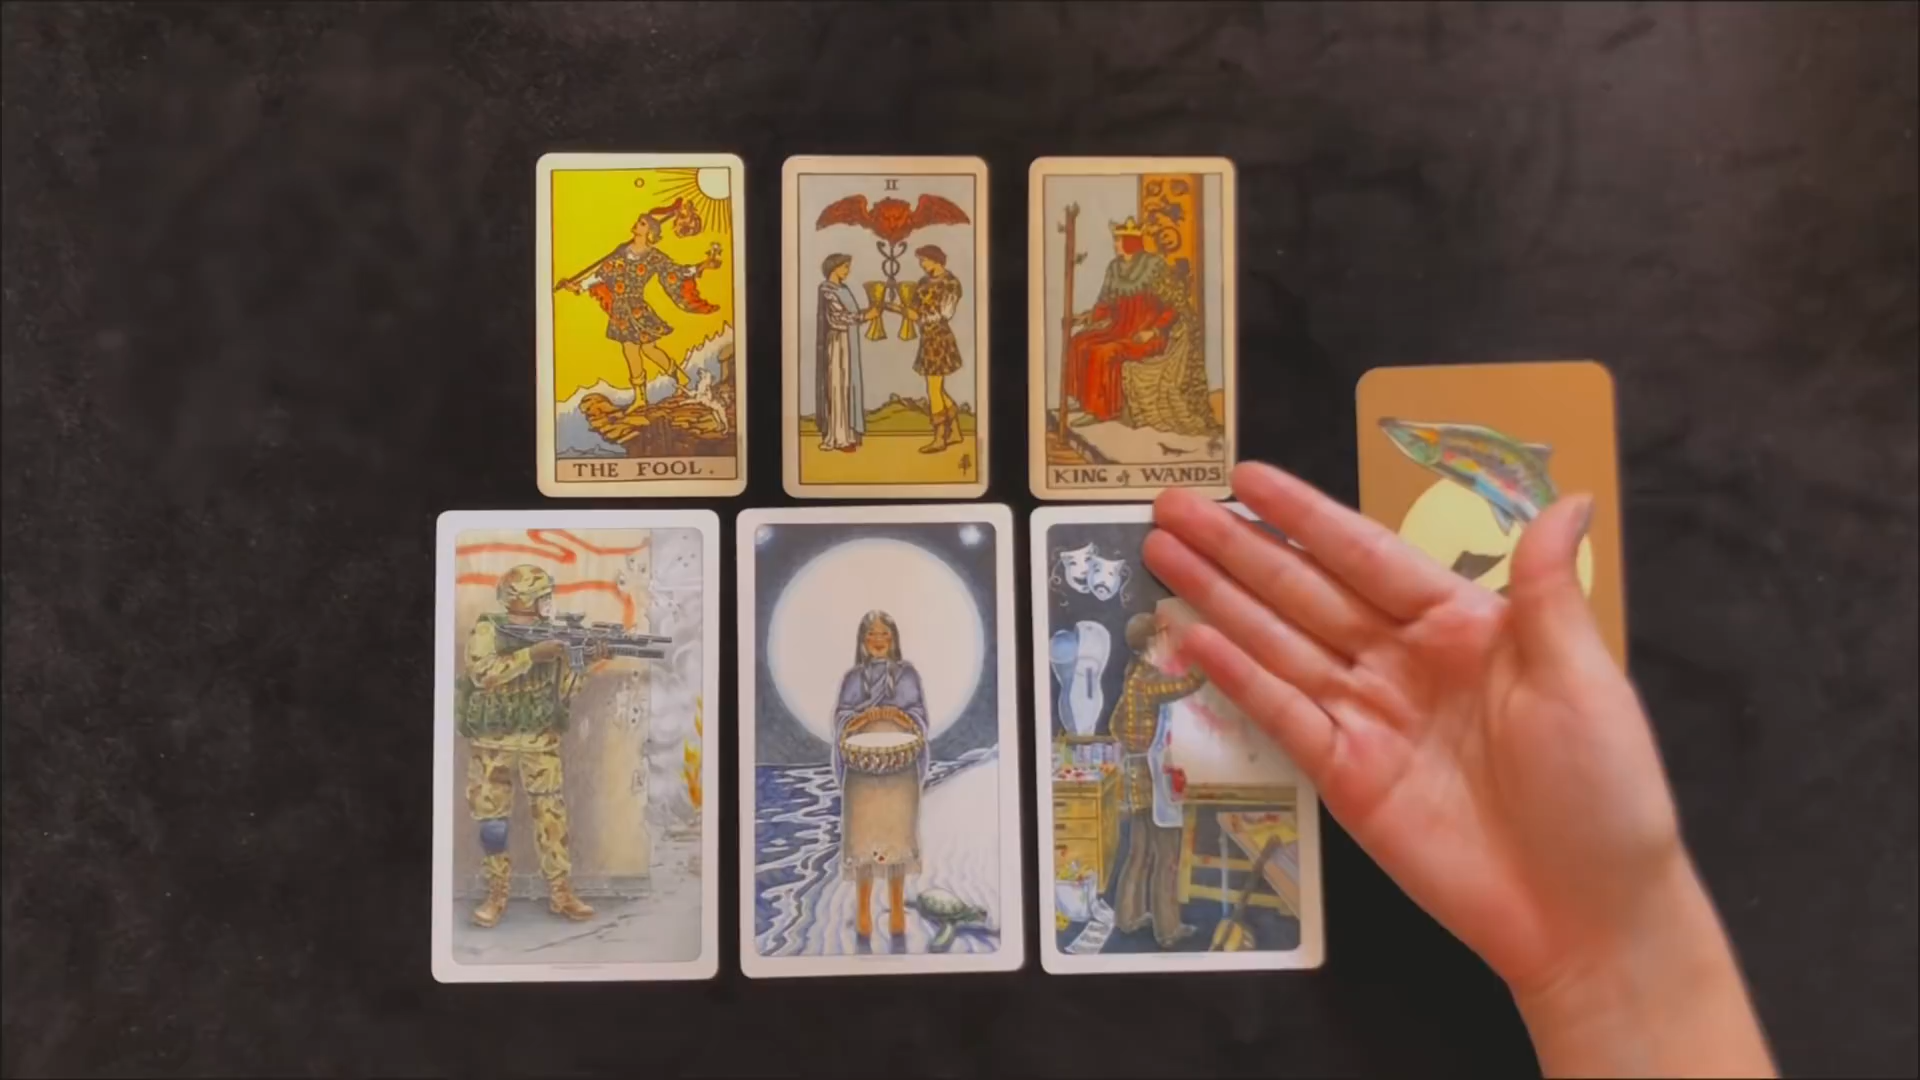 0
THE FOOL.
II
KING of WANDS